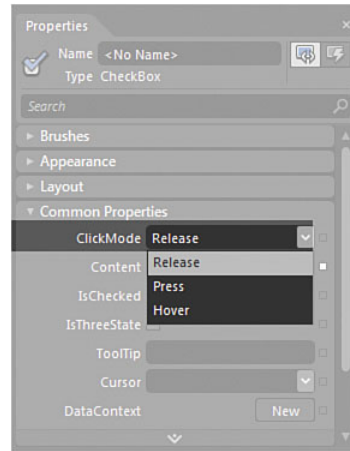 Properties
Name <No Name>
Type CheckBox
Search
Brushes
Appearance
Layout
Common Properties
ClickMode Release
Content Release
Press
IsChecked
Hover
IsThreeState
ToolTip
Cursor
DataContext New